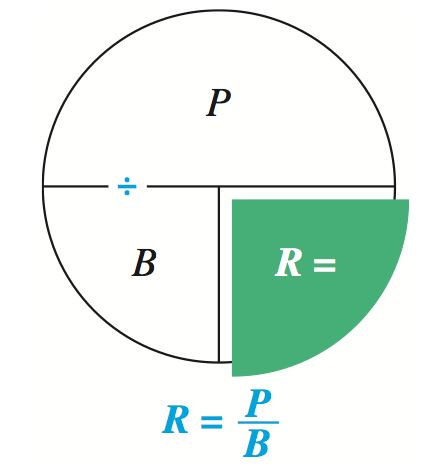 P
÷
B
R =
R = P/B